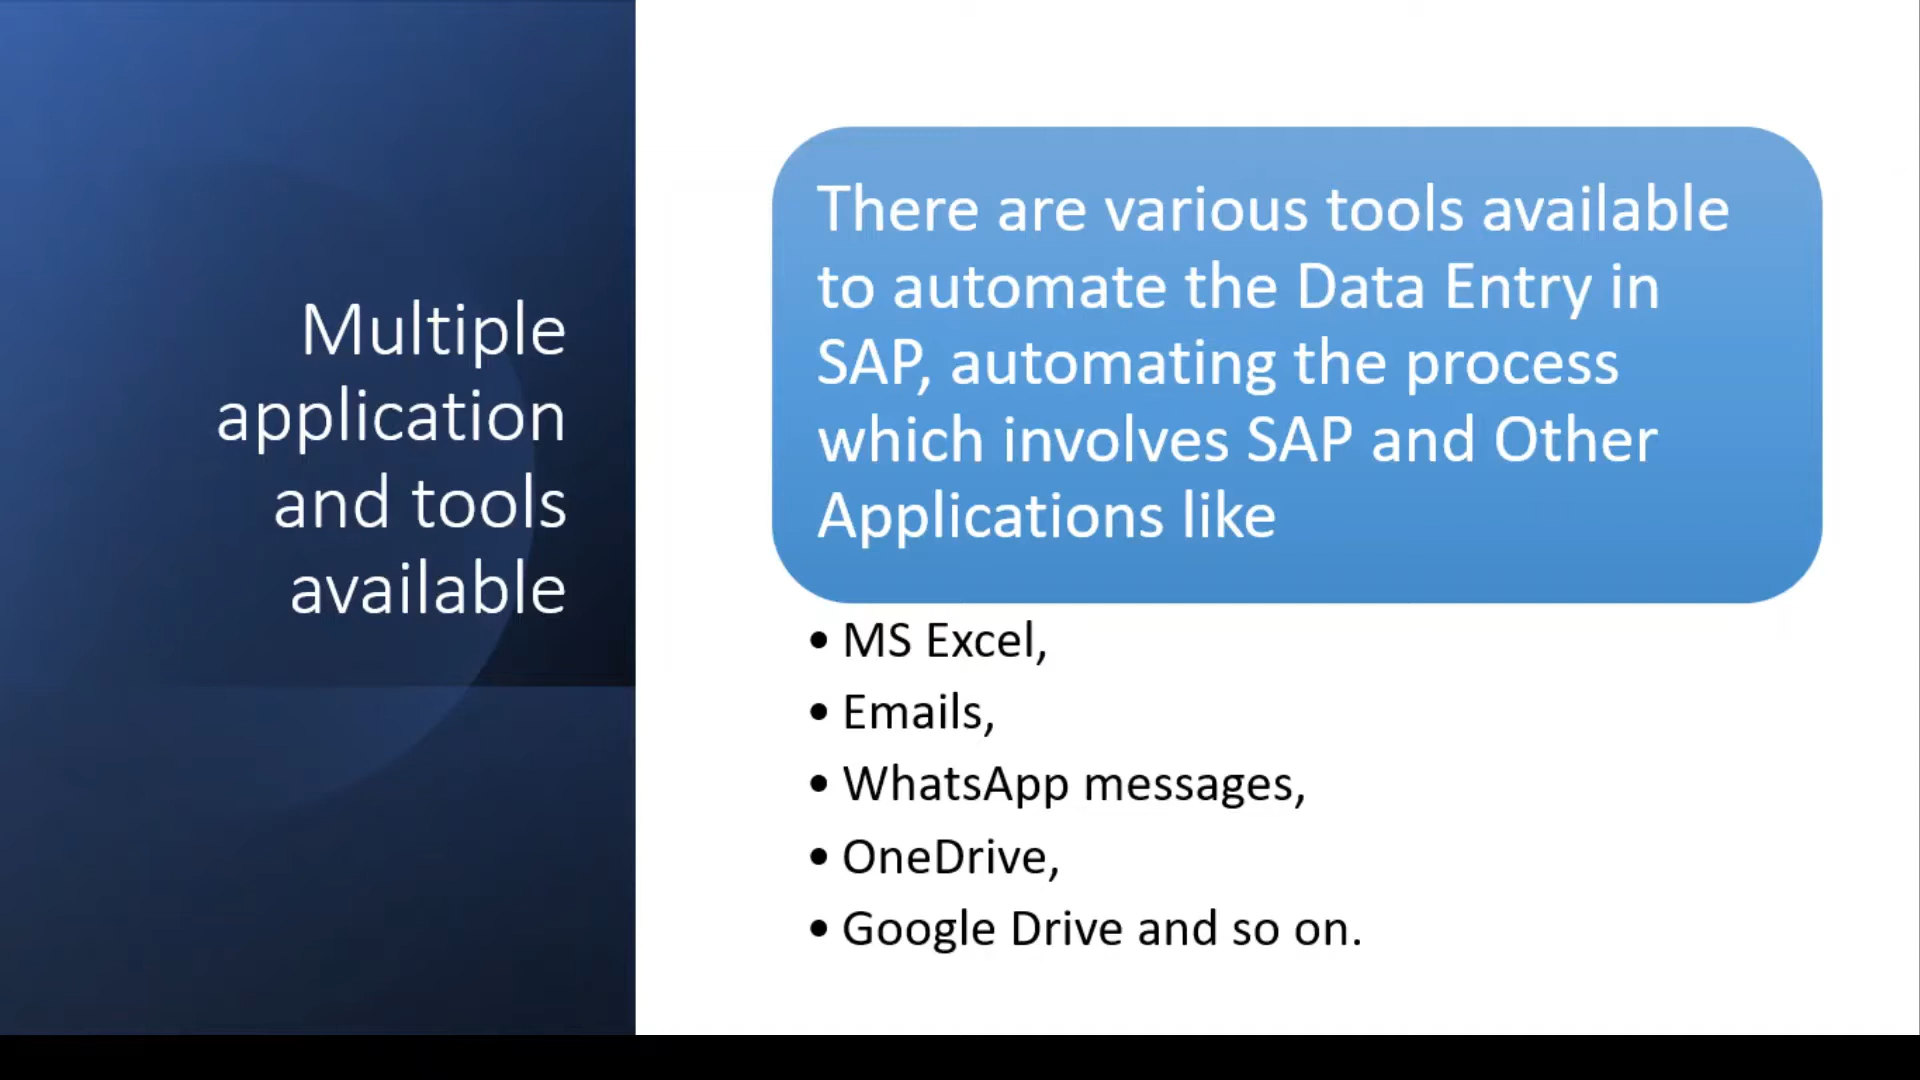 Multiple
application
and tools
available
There are various tools available
to automate the Data Entry in
SAP, automating the process
which involves SAP and Other
Applications like
• MS Excel,
• Emails,
• WhatsApp messages,
• OneDrive,
• Google Drive and so on.